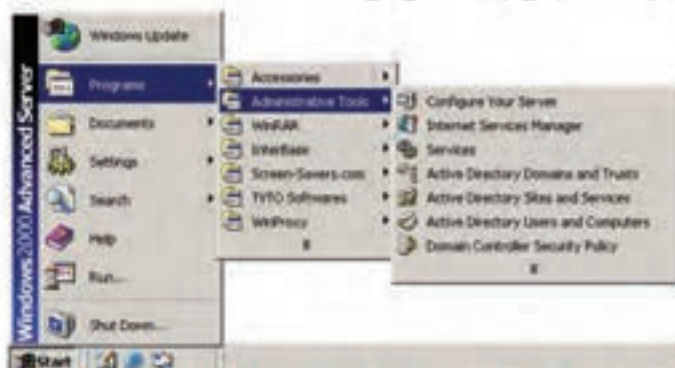 Windows 2000 Advanced Server
Windows Update
Programs
Documents
Settings
Search
Help
Run...
Shut Down...
Start
Accessories
Administrative Tools
WinRAR
InterBase
Screen-Savers.com
TVTO Softwares
WinProxy
Configure Your Server
Internet Services Manager
Services
Active Directory Domains and Trusts
Active Directory Sites and Services
Active Directory Users and Computers
Domain Controller Security Policy